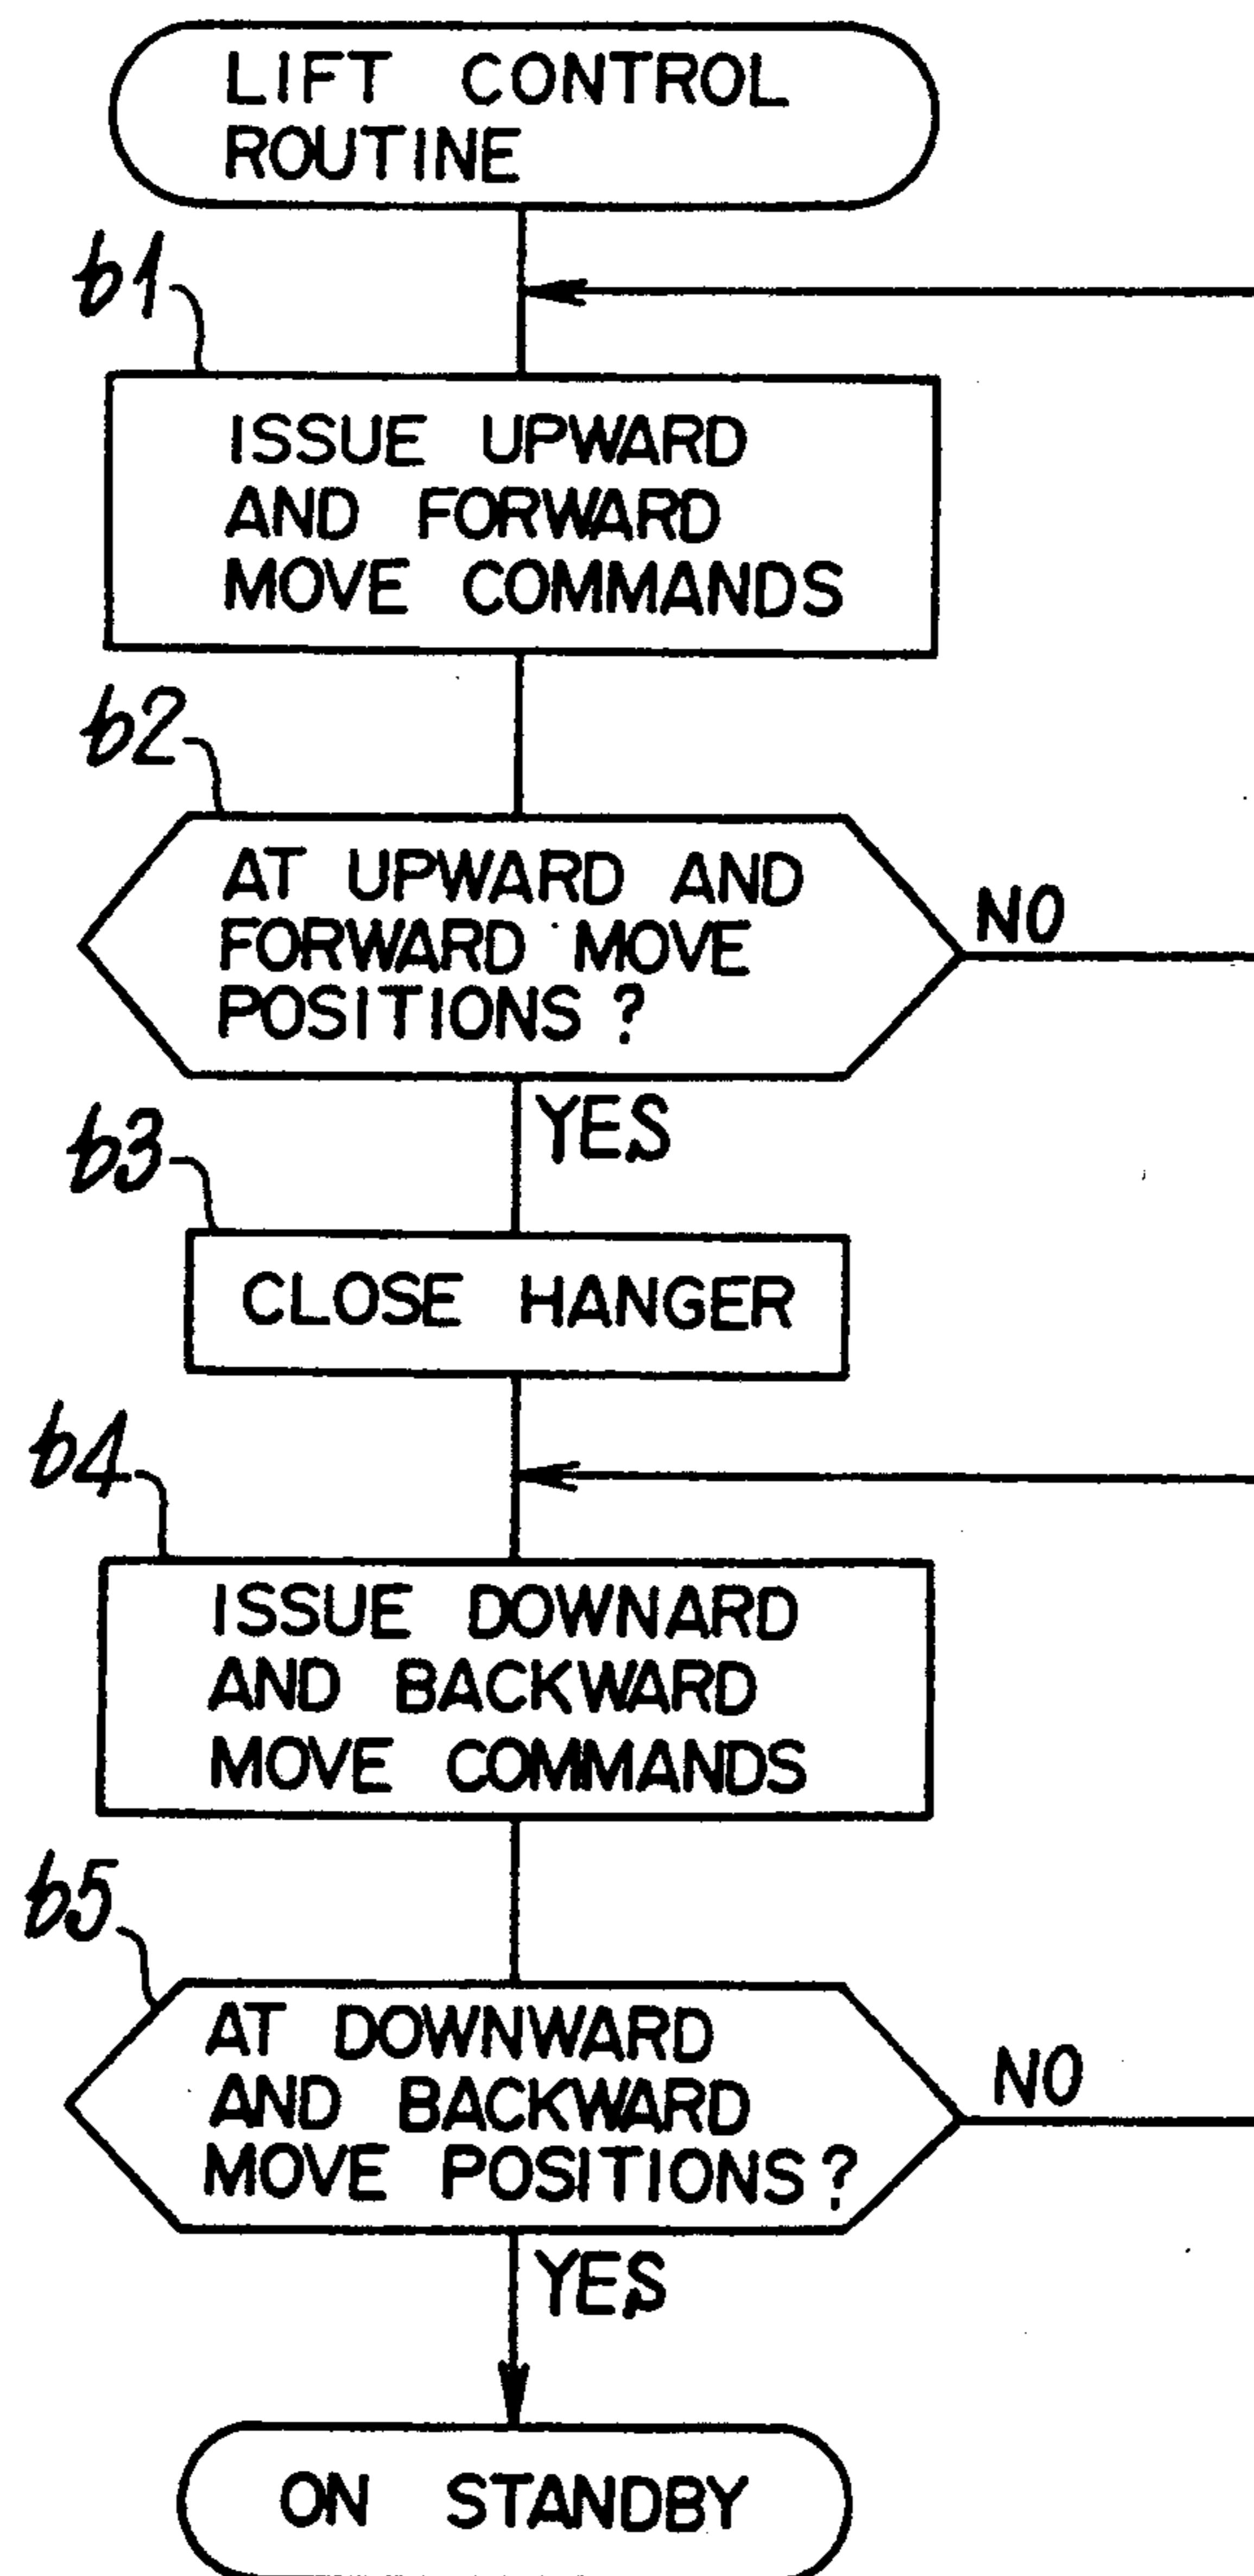 LIFT CONTROL
ROUTINE
b1
ISSUE UPWARD
AND FORWARD
MOVE COMMANDS
b2
AT UPWARD AND
FORWARD MOVE
POSITIONS?
NO
YES
b3
CLOSE HANGER
b4
ISSUE DOWNARD
AND BACKWARD
MOVE COMMANDS
b5
AT DOWNWARD
AND BACKWARD
MOVE POSITIONS?
NO
YES
ON STANDBY